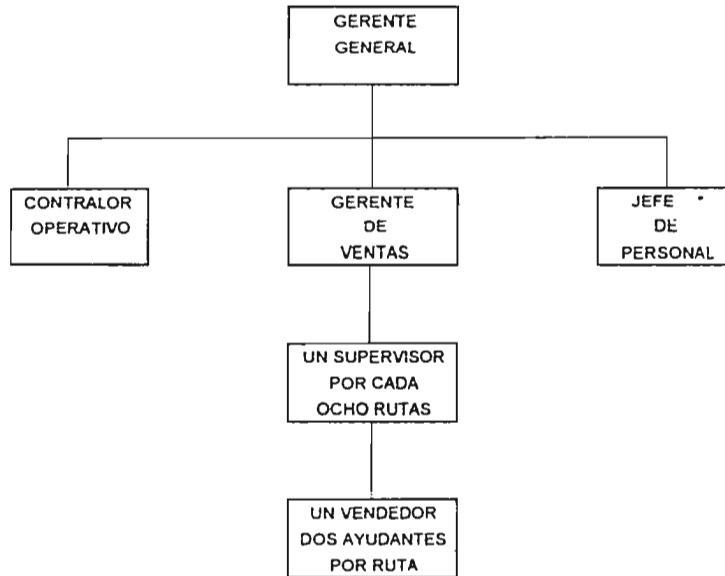 GERENTE
GENERAL
CONTRALOR
OPERATIVO
GERENTE
DE
VENTAS
JEFE
DE
PERSONAL
UN SUPERVISOR
POR CADA
OCHO RUTAS
UN VENDEDOR
DOS AYUDANTES
POR RUTA